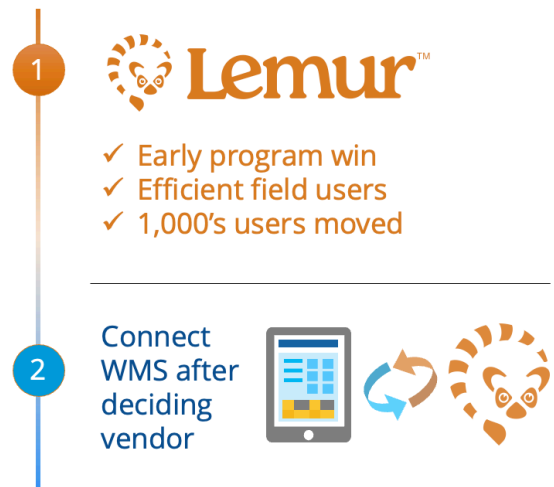 1
Lemur™
✓ Early program win
✓ Efficient field users
✓ 1,000’s users moved
2
Connect
WMS after
deciding
vendor